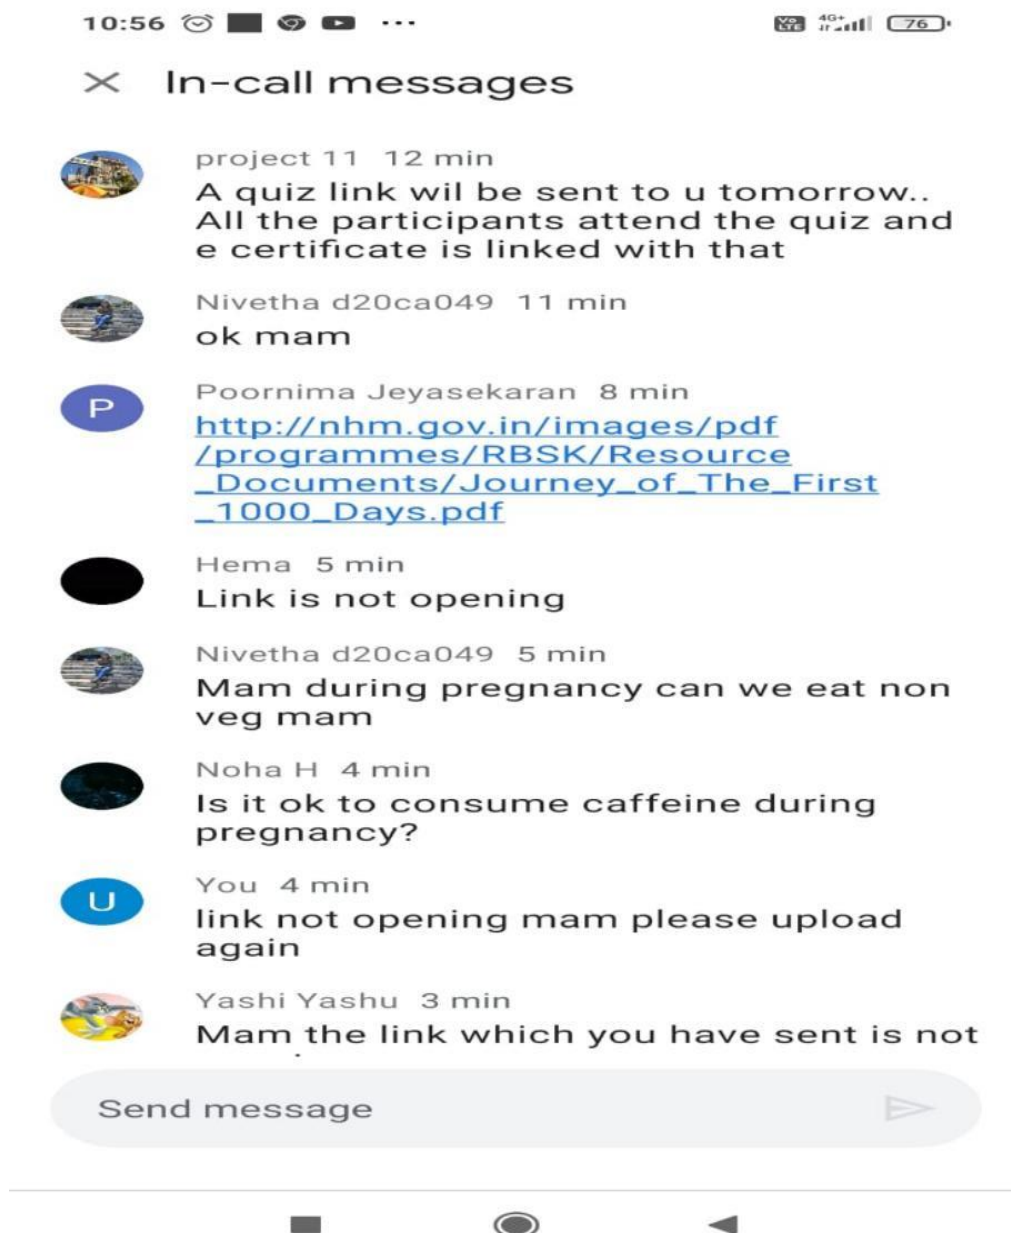 10:56 ...
Vo LTE 4G+ 76
In-call messages
project 11 12 min
A quiz link wil be sent to u tomorrow..
All the participants attend the quiz and
e certificate is linked with that
Nivetha d20ca049 11 min
ok mam
P
Poornima Jeyasekaran 8 min
http://nhm.gov.in/images/pdf
/programmes/RBSK/Resource
_Documents/Journey_of_The_First
_1000_Days.pdf
Hema 5 min
Link is not opening
Nivetha d20ca049 5 min
Mam during pregnancy can we eat non
veg mam
Noha H 4 min
Is it ok to consume caffeine during
pregnancy?
U
You 4 min
link not opening mam please upload
again
Yashi Yashu 3 min
Mam the link which you have sent is not
Send message